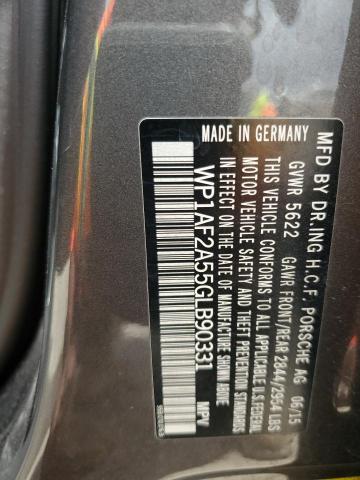 MFD BY DR.ING H.C.F. PORSCHE AG 06/15
GVWR 5622 GAWR FRONT/REAR 2844/2954 LBS
THIS VEHICLE CONFORMS TO ALL APPLICABLE U.S.FEDERAL
MOTOR VEHICLE SAFETY AND THEFT PREVENTION STANDARDS
IN EFFECT ON THE DATE OF MANUFACTURE SHOWN ABOVE
WP1AF2A55GLB90331 MPV
MADE IN GERMANY